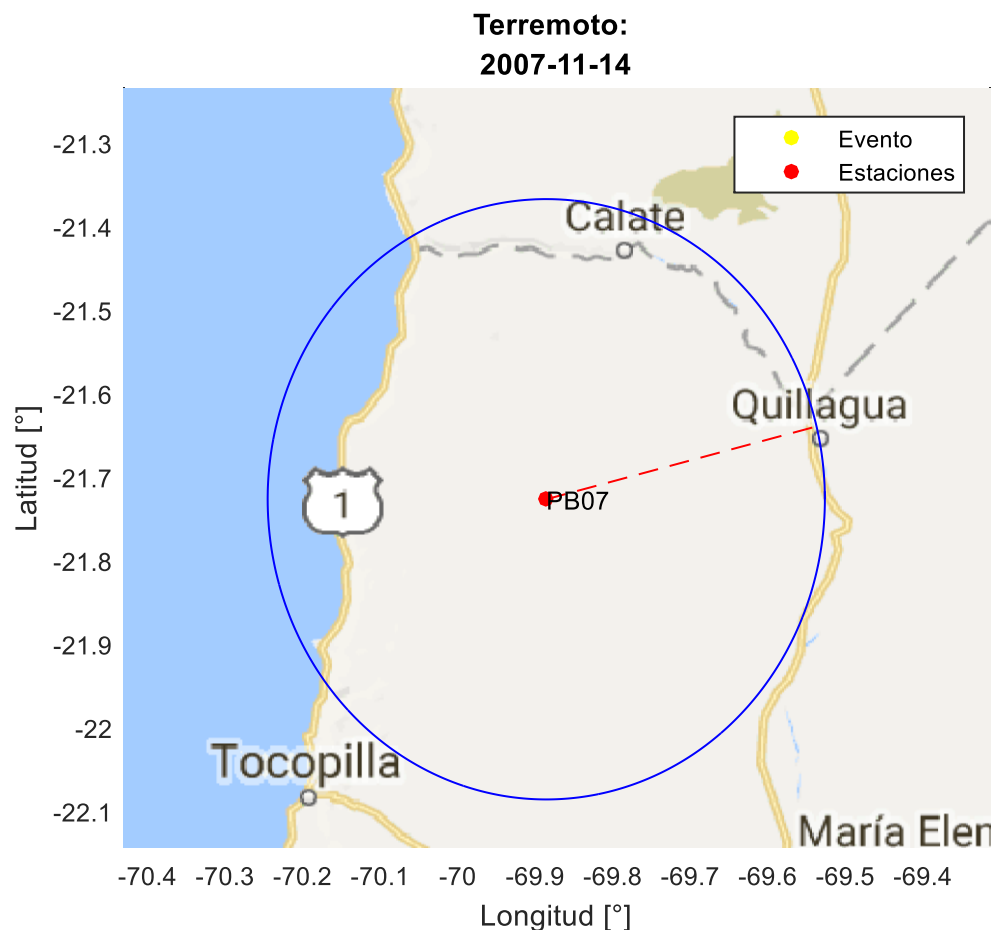 Terremoto:
2007-11-14
Evento
Estaciones
-21.3
-21.4
-21.5
-21.6
-21.7
-21.8
-21.9
-22
-22.1
Latitud [°]
Calate
Quillagua
1
PB07
Tocopilla
María Elen
-70.4 -70.3 -70.2 -70.1 -70 -69.9 -69.8 -69.7 -69.6 -69.5 -69.4
Longitud [°]